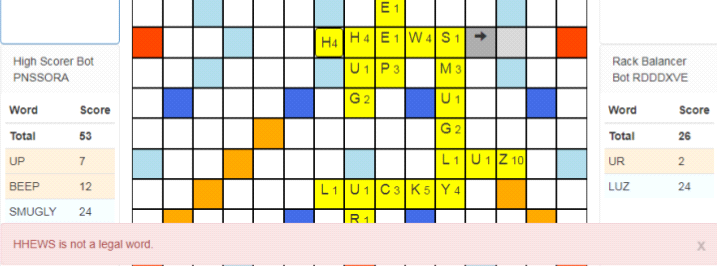 E 1
H4 H 4 E 1 W 4 S 1
High Scorer Bot
PNSSORA
Rack Balancer
Bot RDDDXVE
U 1 P 3 M 3
Word Score
G 2 U 1
Word Score
Total 53
G 2
Total 26
UP 7
L 1 U 1 Z 10
UR 2
BEEP 12
L 1 U 1 C 3 K 5 Y 4
LUZ 24
SMUGLY 24
R 1
HHEWS is not a legal word. x